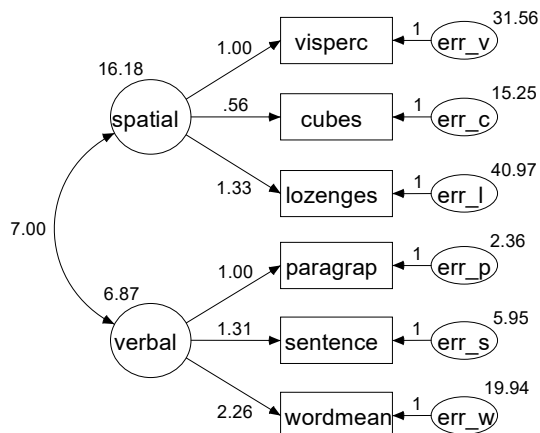 31.56
1.00
visperc
1
err_v
16.18
15.25
spatial
.56
cubes
1
err_c
40.97
1.33
lozenges
1
err_l
7.00
2.36
6.87
1.00
paragrap
1
err_p
5.95
verbal
1.31
sentence
1
err_s
19.94
2.26
wordmean
1
err_w